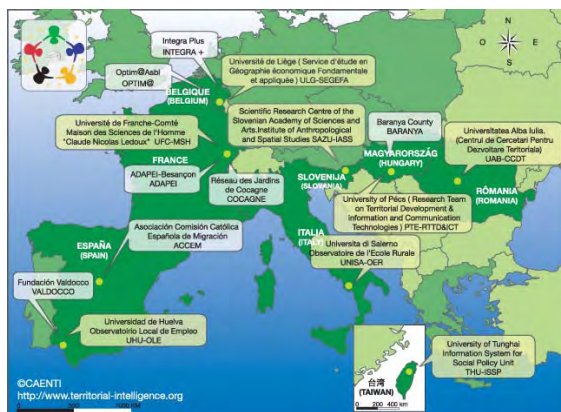 Integra Plus
INTEGRA +
Optim@Aabl
OPTIM@
Université de Liège ( Service d'étude en
Géographie économique Fondamentale
et appliquée ) ULG-SEGEFA
BELGIQUE
(BELGIUM)
N
O
E
S
Scientific Research Centre of the
Slovenian Academy of Sciences and
Arts.Institute of Anthropological
and Spatial Studies SAZU-IASS
Baranya County
BARANYA
Universitatea Alba Iulia.
(Centrul de Cercetari Pentru
Dezvoltare Teritoriala)
UAB-CCDT
Université de Franche-Comté
Maison des Sciences de l'Homme
"Claude Nicolas Ledoux" UFC-MSH
MAGYARORSZÁG
(HUNGARY)
FRANCE
ADAPEI-Besançon
ADAPEI
Réseau des Jardins
de Cocagne
COCAGNE
SLOVENIJA
(SLOVANIA)
RÔMANIA
(ROMANIA)
University of Pécs ( Research Team
on Territorial Development &
Information and Communication
Technologies ) PTE-RTTD&ICT
ITALIA
(ITALY)
Asociación Comisión Católica
Española de Migración
ACCEM
ESPAÑA
(SPAIN)
Universita di Salerno
Observatoire de l'Ecole Rurale
UNISA-OER
Fundación Valdocco
VALDOCCO
Universidad de Huelva
Observatoirio Local de Empleo
UHU-OLE
University of Tunghai
Information System for
Social Policy Unit
THU-ISSP
台湾
(TAIWAN)
0 200 400 km
©CAENTI
http://www.territorial-intelligence.org